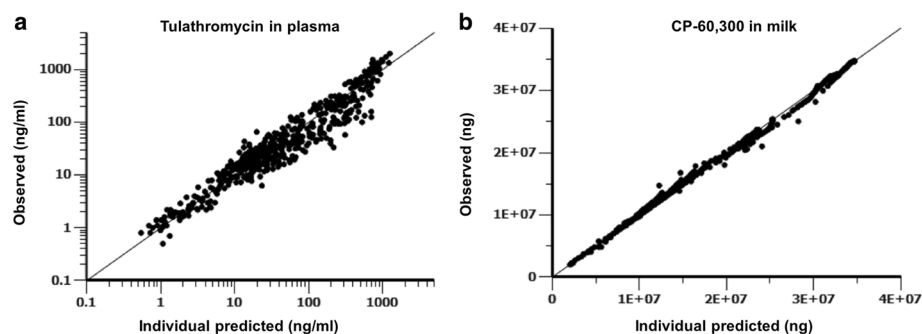 a
Tulathromycin in plasma
Observed (ng/ml)
1000
100
10
1
0.1
0.1
1
10
100
1000
Individual predicted (ng/ml)
b
CP-60,300 in milk
Observed (ng)
4E+07
3E+07
2E+07
1E+07
0
0
1E+07
2E+07
3E+07
4E+07
Individual predicted (ng)